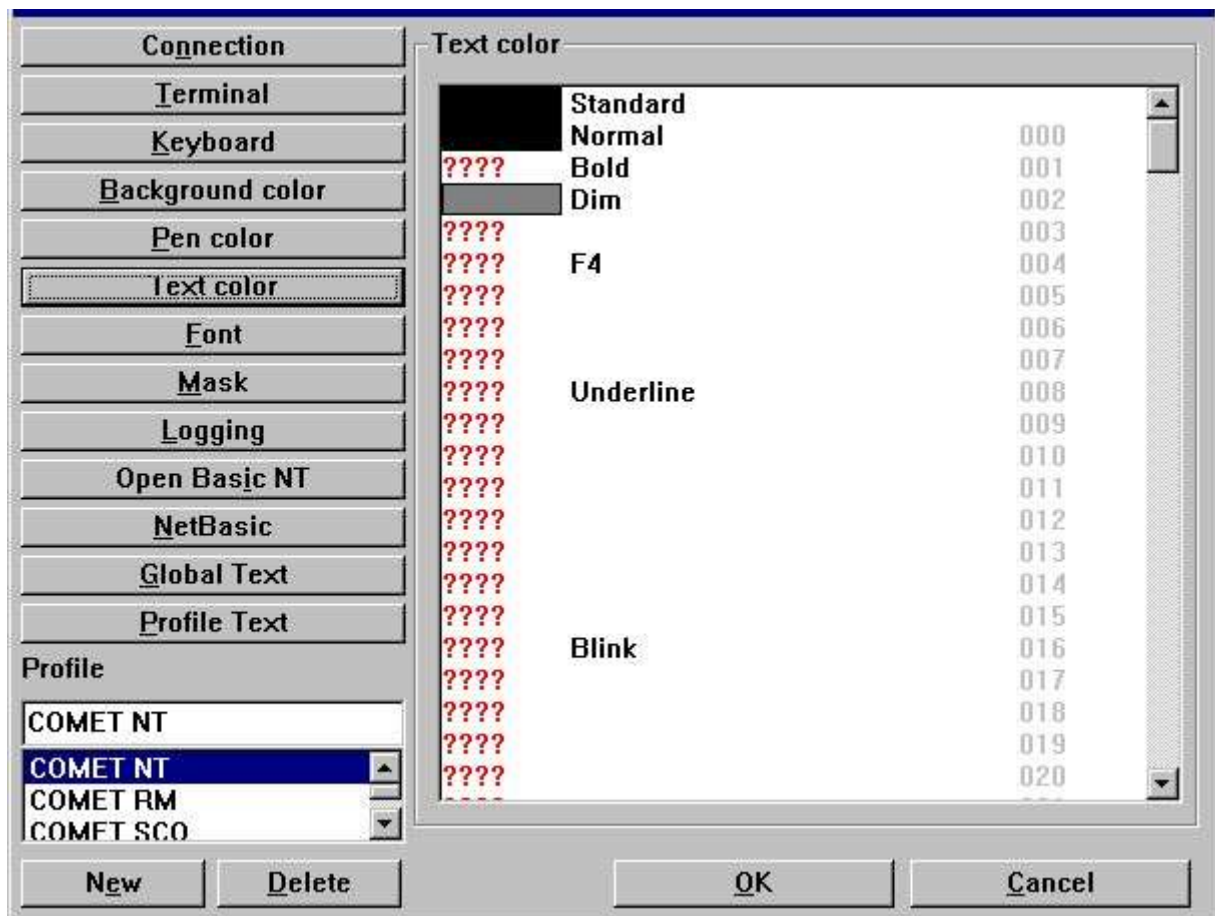 Connection
Terminal
Keyboard
Background color
Pen color
Text color
Font
Mask
Logging
Open Basic NT
NetBasic
Global Text
Profile Text
Profile
COMET NT
COMET NT
COMET RM
COMET SCO
New
Delete
Text color
Standard
Normal 000
???? Bold 001
Dim 002
???? 003
???? F4 004
???? 005
???? 006
???? 007
???? Underline 008
???? 009
???? 010
???? 011
???? 012
???? 013
???? 014
???? 015
???? Blink 016
???? 017
???? 018
???? 019
???? 020
OK
Cancel